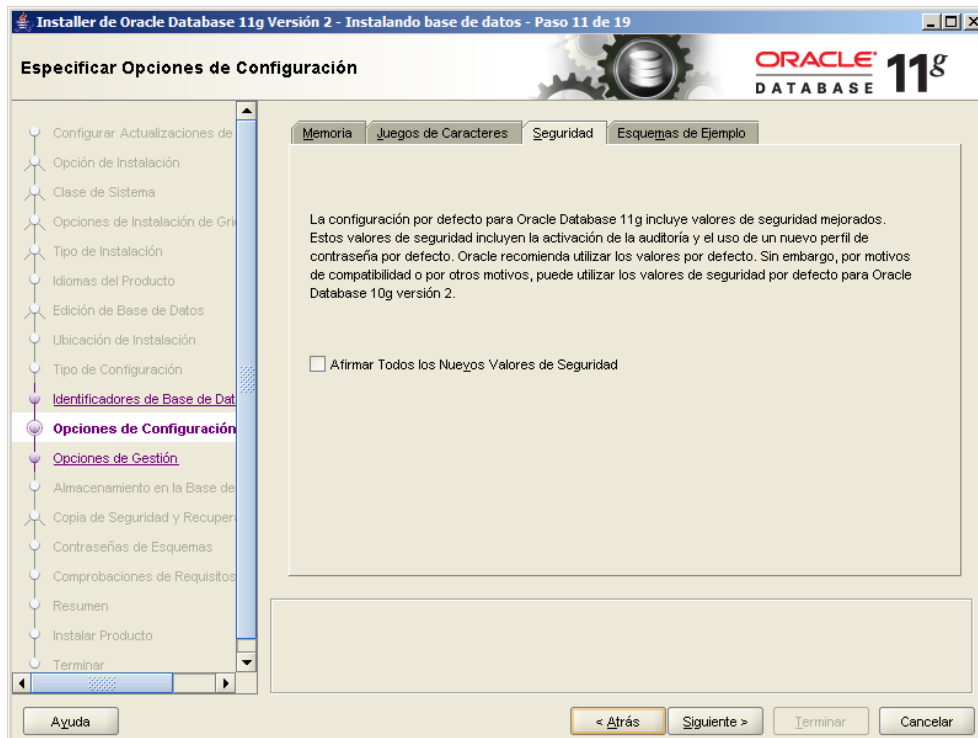 Installer de Oracle Database 11g Versión 2 - Instalando base de datos - Paso 11 de 19
Especificar Opciones de Configuración
ORACLE
DATABASE
11g
Configurar Actualizaciones de
Opción de Instalación
Clase de Sistema
Opciones de Instalación de Gri
Tipo de Instalación
Idiomas del Producto
Edición de Base de Datos
Ubicación de Instalación
Tipo de Configuración
Identificadores de Base de Dat
Opciones de Configuración
Opciones de Gestión
Almacenamiento en la Base de
Copia de Seguridad y Recuper
Contraseñas de Esquemas
Comprobaciones de Requisitos
Resumen
Instalar Producto
Terminar
Memoria Juegos de Caracteres Seguridad Esquemas de Ejemplo
La configuración por defecto para Oracle Database 11g incluye valores de seguridad mejorados.
Estos valores de seguridad incluyen la activación de la auditoría y el uso de un nuevo perfil de
contraseña por defecto. Oracle recomienda utilizar los valores por defecto. Sin embargo, por motivos
de compatibilidad o por otros motivos, puede utilizar los valores de seguridad por defecto para Oracle
Database 10g versión 2.
Afirmar Todos los Nuevos Valores de Seguridad
Ayuda < Atrás Siguiente > Terminar Cancelar